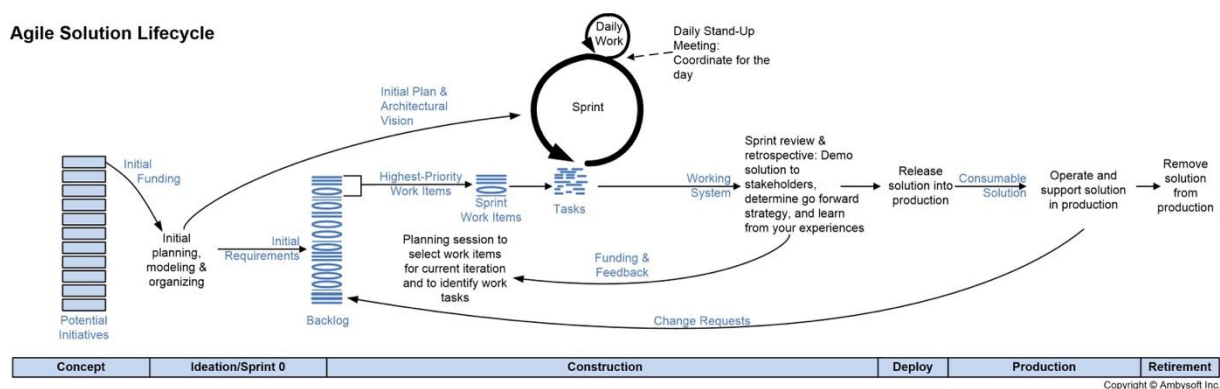 Agile Solution Lifecycle
Daily
Work
Daily Stand-Up
Meeting:
Coordinate for the
day
Sprint
Initial Plan &
Architectural
Vision
Initial
Funding
Potential
Initiatives
Initial
planning,
modeling &
organizing
Initial
Requirements
Backlog
Highest-Priority
Work Items
Sprint
Work Items
Tasks
Planning session to
select work items
for current iteration
and to identify work
tasks
Working
System
Sprint review &
retrospective: Demo
solution to
stakeholders,
determine go forward
strategy, and learn
from your experiences
Funding &
Feedback
Release
solution into
production
Consumable
Solution
Operate and
support solution
in production
Remove
solution
from
production
Change Requests
Concept
Ideation/Sprint 0
Construction
Deploy
Production
Retirement
Copyright © Ambysoft Inc.